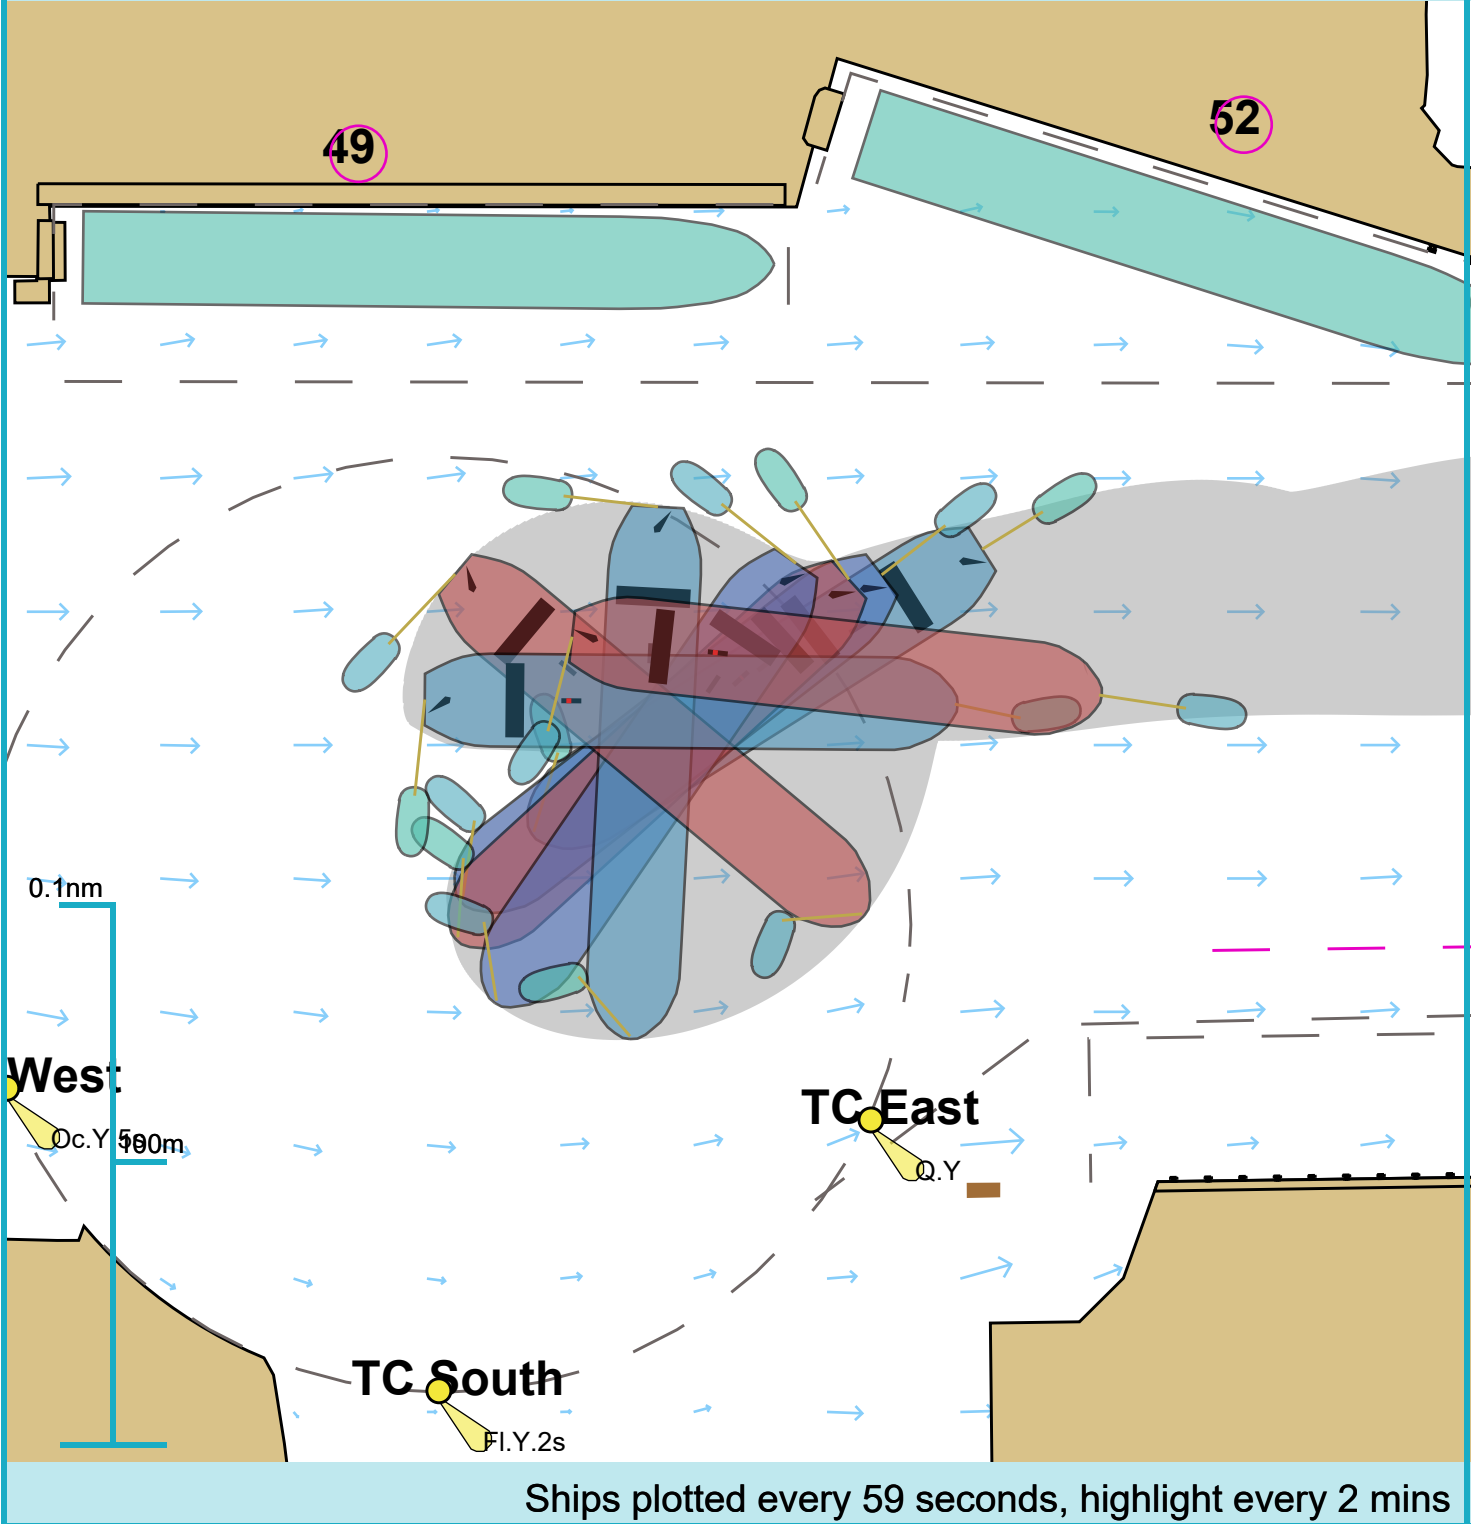 49
52
0.1nm
West
Oc.Y.5s
100m
TC East
Q.Y
TC South
Fl.Y.2s
Ships plotted every 59 seconds, highlight every 2 mins